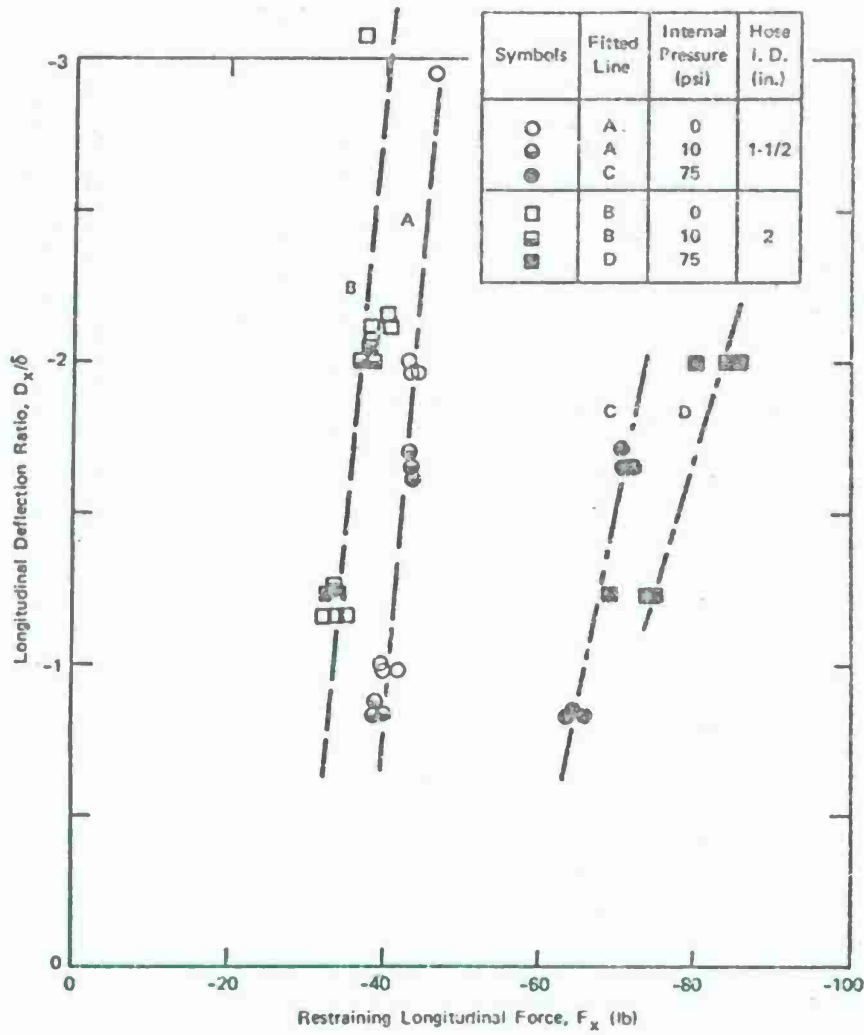 Symbols Fitted Line Internal Pressure (psi) Hose I. D. (in.)
A 0
A 10 1-1/2
C 75
B 0
B 10 2
D 75
-3
-2
-1
0
Longitudinal Deflection Ratio, Dx/δ
A
B
C
D
0 -20 -40 -60 -80 -100
Restraining Longitudinal Force, Fx (lb)